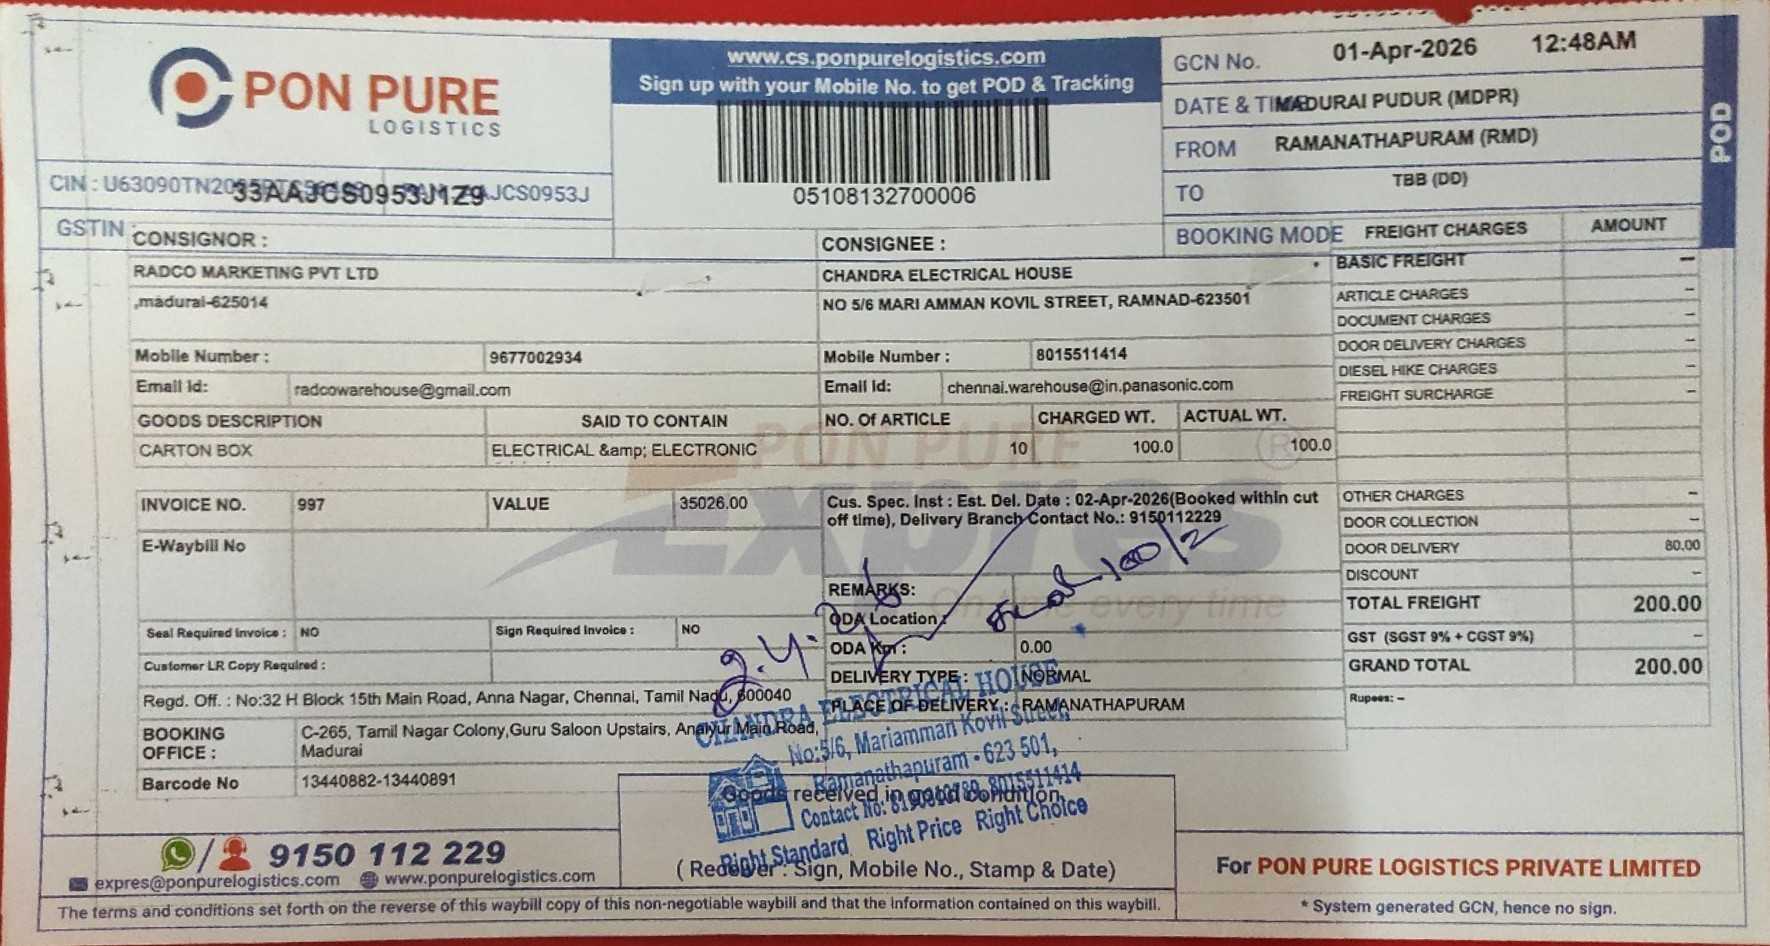 PON PURE
LOGISTICS
www.cs.ponpurelogistics.com
Sign up with your Mobile No. to get POD & Tracking
05108132700006
GCN No. 01-Apr-2026 12:48AM
DATE & TIME MADURAI PUDUR (MDPR)
FROM RAMANATHAPURAM (RMD)
TO TBB (DD)
BOOKING MODE
POD
CIN : U63090TN20 AAJCS0953J
GSTIN 33AAJCS0953J1Z9
CONSIGNOR :
RADCO MARKETING PVT LTD
,madurai-625014
Mobile Number : 9677002934
Email Id: radcowarehouse@gmail.com
CONSIGNEE :
CHANDRA ELECTRICAL HOUSE
NO 5/6 MARI AMMAN KOVIL STREET, RAMNAD-623501
Mobile Number : 8015511414
Email Id: chennai.warehouse@in.panasonic.com
FREIGHT CHARGES AMOUNT
BASIC FREIGHT –
ARTICLE CHARGES –
DOCUMENT CHARGES –
DOOR DELIVERY CHARGES –
DIESEL HIKE CHARGES –
FREIGHT SURCHARGE –
OTHER CHARGES –
DOOR COLLECTION –
DOOR DELIVERY 80.00
DISCOUNT –
TOTAL FREIGHT 200.00
GST (SGST 9% + CGST 9%) –
GRAND TOTAL 200.00
Rupees: –
GOODS DESCRIPTION SAID TO CONTAIN NO. Of ARTICLE CHARGED WT. ACTUAL WT.
CARTON BOX ELECTRICAL &amp; ELECTRONIC 10 100.0 100.0
PON PURE ®
Expres
On time every time
INVOICE NO. 997 VALUE 35026.00
E-Waybill No
Cus. Spec. Inst : Est. Del. Date : 02-Apr-2026(Booked within cut
off time), Delivery Branch Contact No.: 9150112229
REMARKS:
ODA Location:
ODA Km : 0.00
DELIVERY TYPE : NORMAL
PLACE OF DELIVERY : RAMANATHAPURAM
Seal Required Invoice : NO Sign Required Invoice : NO
Customer LR Copy Required :
Regd. Off. : No:32 H Block 15th Main Road, Anna Nagar, Chennai, Tamil Nadu, 600040
BOOKING
OFFICE :
C-265, Tamil Nagar Colony,Guru Saloon Upstairs, Anaiyur Main Road,
Madurai
Barcode No 13440882-13440891
CHANDRA ELECTRICAL HOUSE
No:5/6, Mariamman Kovil Street,
Ramanathapuram - 623 501,
Contact No: 8015511414
Right Standard Right Price Right Choice
Goods received in good condition,
( Receiver : Sign, Mobile No., Stamp & Date)
9150 112 229
expres@ponpurelogistics.com www.ponpurelogistics.com
For PON PURE LOGISTICS PRIVATE LIMITED
* System generated GCN, hence no sign.
The terms and conditions set forth on the reverse of this waybill copy of this non-negotiable waybill and that the information contained on this waybill.